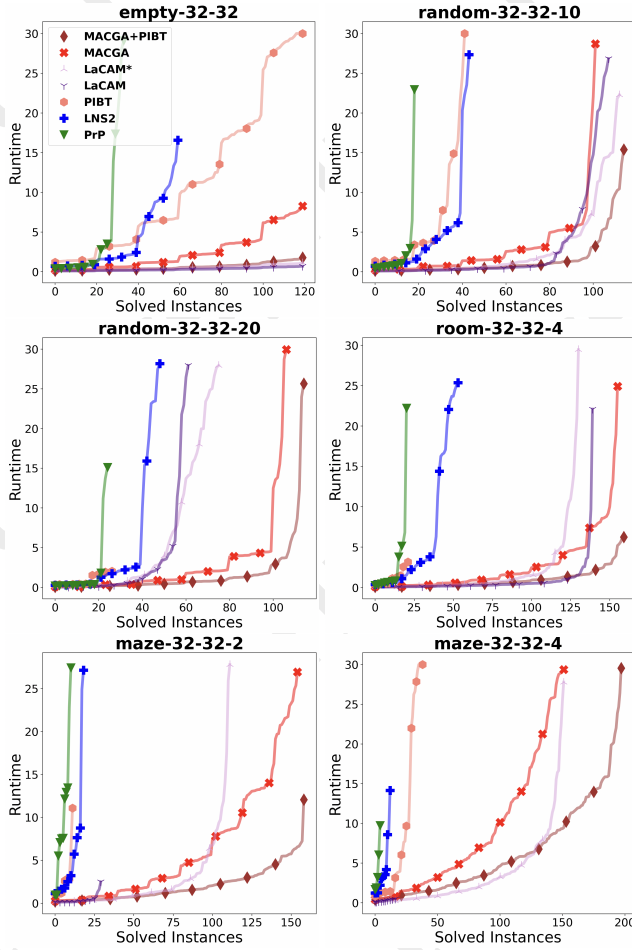 empty-32-32
30
25
20
15
10
5
0
Runtime
MACGA+PIBT
MACGA
LaCAM*
LaCAM
PIBT
LNS2
PrP
0 20 40 60 80 100 120
Solved Instances
random-32-32-10
30
25
20
15
10
5
0
Runtime
0 20 40 60 80 100
Solved Instances
random-32-32-20
30
25
20
15
10
5
0
Runtime
0 20 40 60 80 100
Solved Instances
room-32-32-4
30
25
20
15
10
5
0
Runtime
0 25 50 75 100 125 150
Solved Instances
maze-32-32-2
25
20
15
10
5
0
Runtime
0 25 50 75 100 125 150
Solved Instances
maze-32-32-4
30
25
20
15
10
5
0
Runtime
0 50 100 150 200
Solved Instances